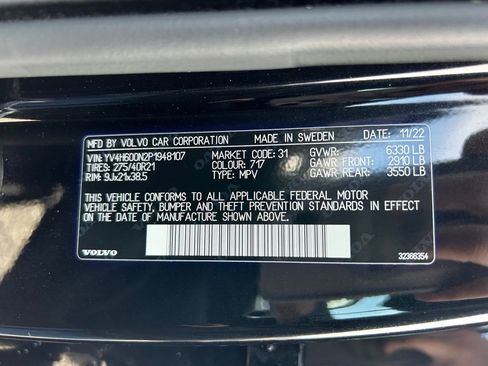 MFD BY VOLVO CAR CORPORATION MADE IN SWEDEN DATE: 11/22
VIN: YV4H600N2P1948107 MARKET CODE: 31 GVWR: 6330 LB
TIRES: 275/40R21 COLOUR: 717 GAWR FRONT: 2910 LB
RIM: 9Jx21x38.5 TYPE: MPV GAWR REAR: 3550 LB
THIS VEHICLE CONFORMS TO ALL APPLICABLE FEDERAL MOTOR
VEHICLE SAFETY, BUMPER AND THEFT PREVENTION STANDARDS IN
EFFECT ON THE DATE OF MANUFACTURE SHOWN ABOVE.
VOLVO 32366354